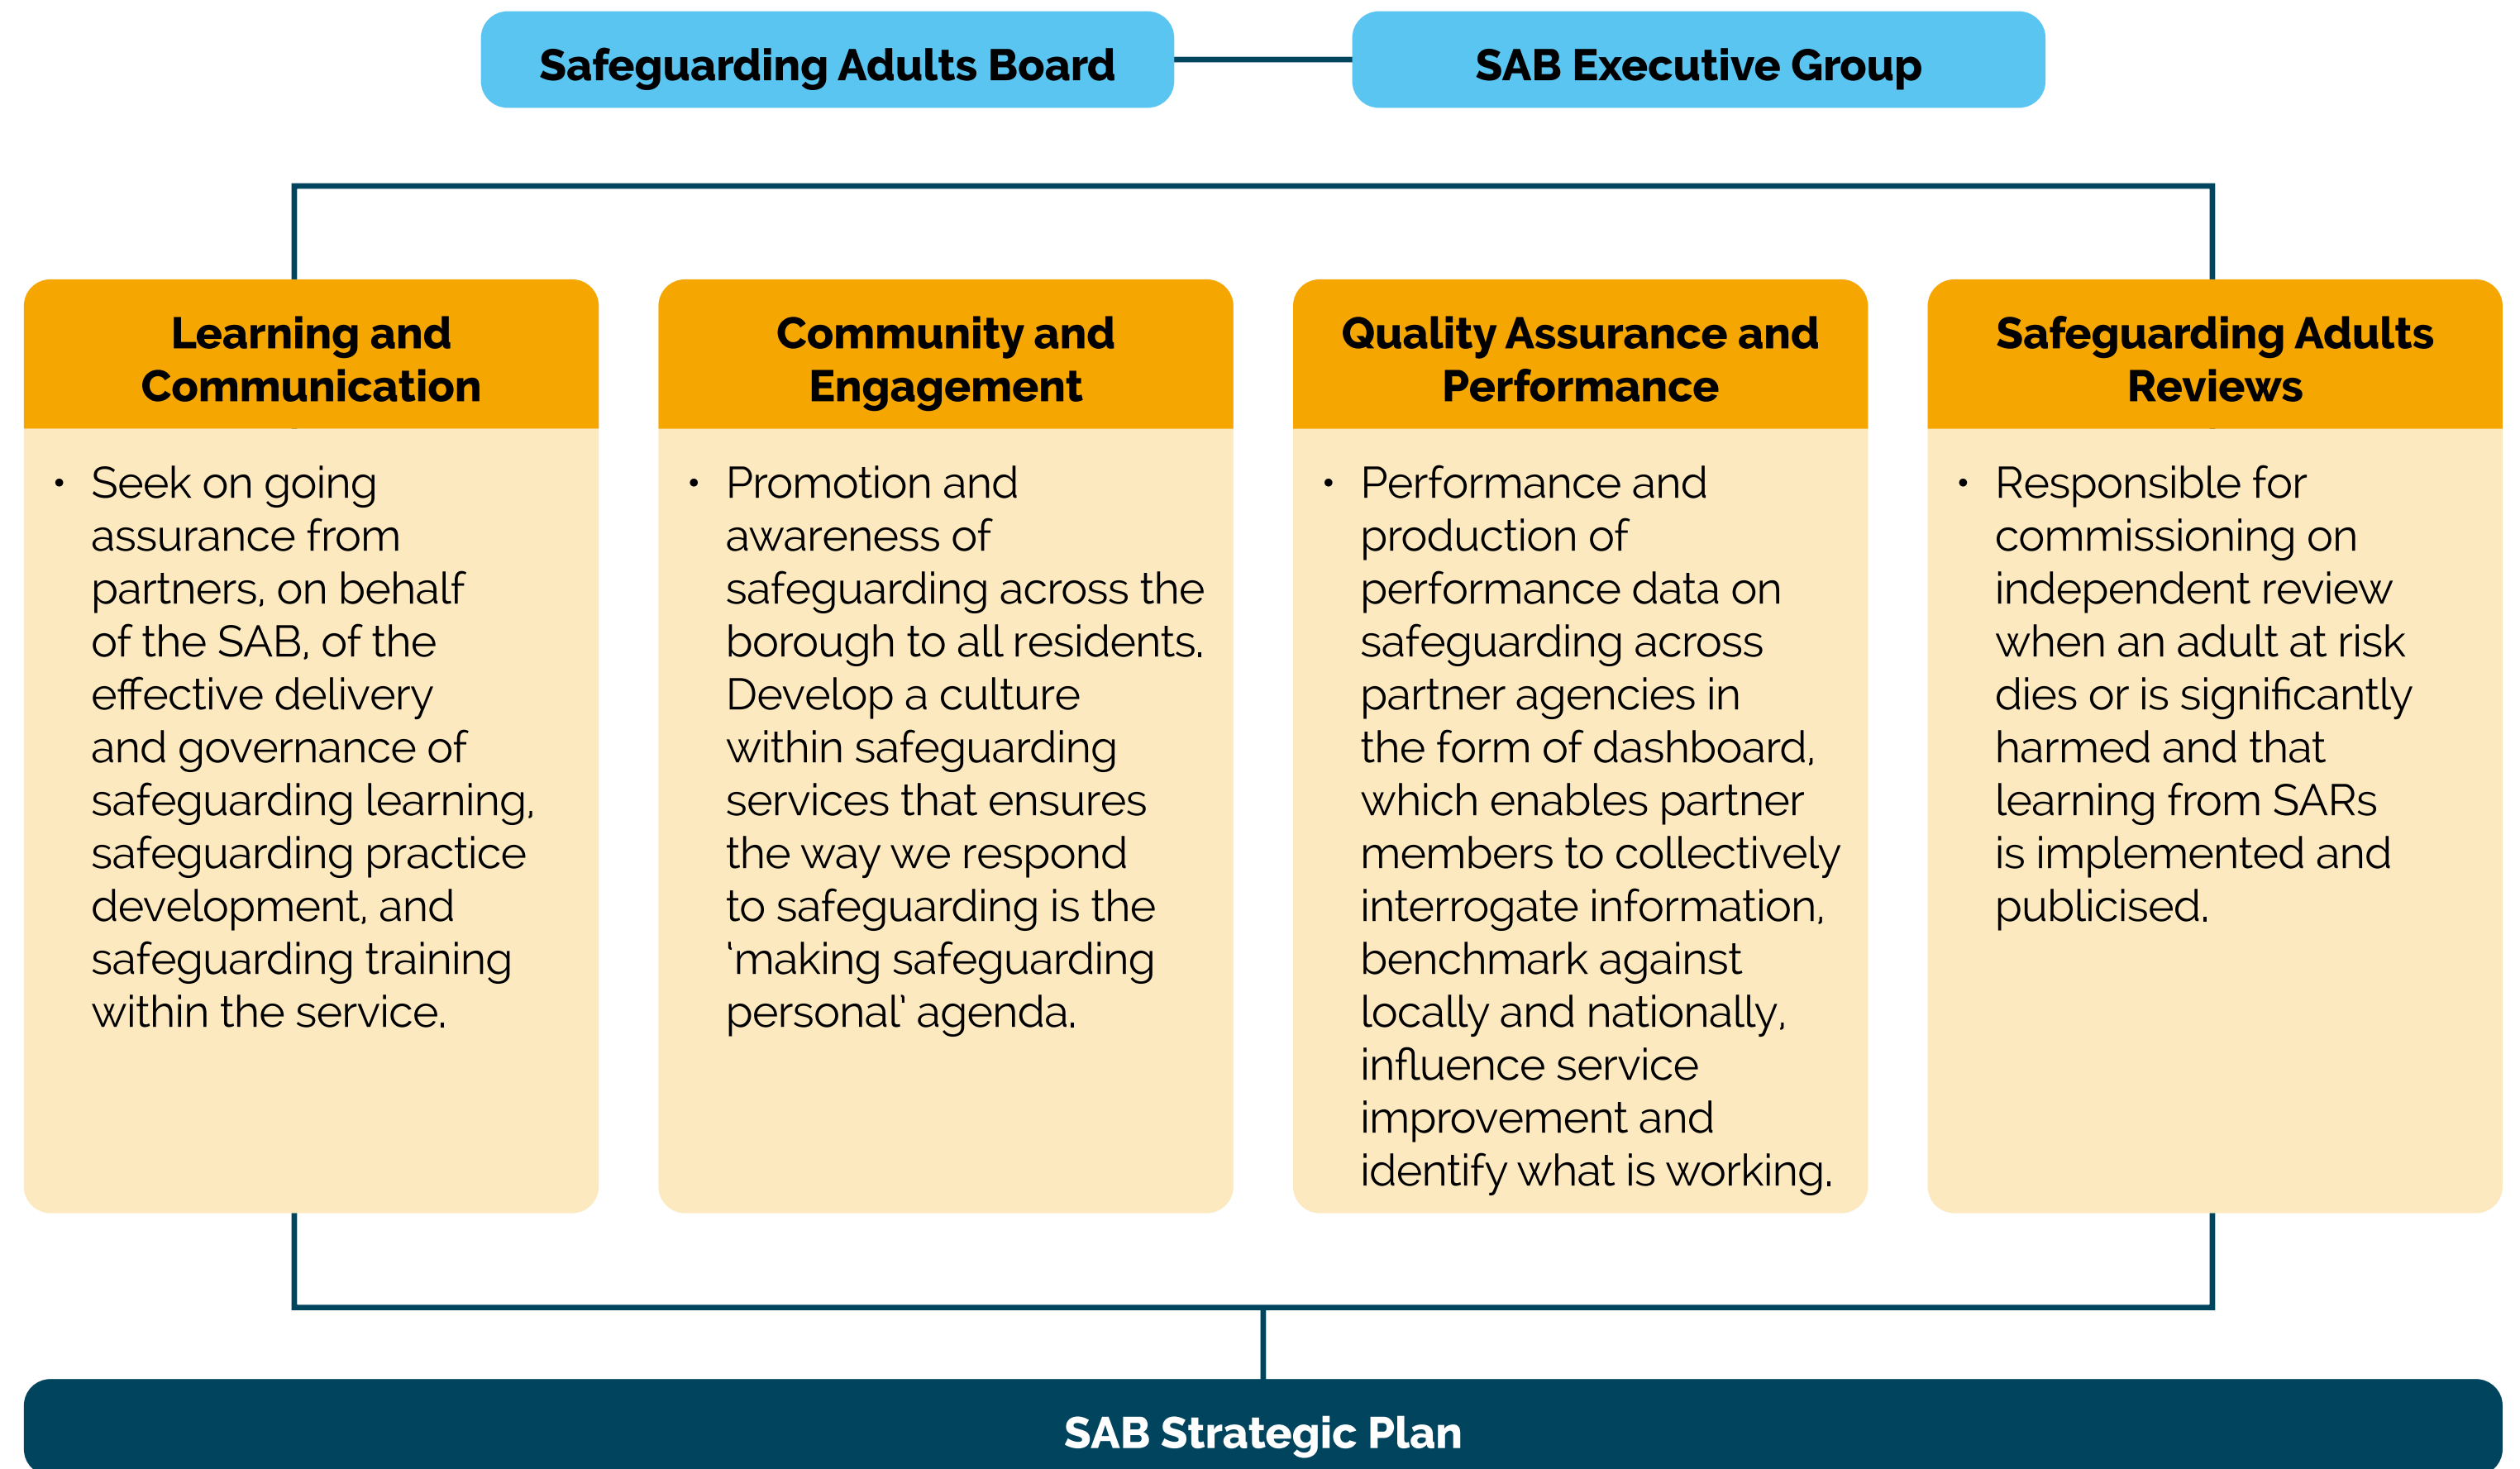 Safeguarding Adults Board
SAB Executive Group
Learning and
Communication
• Seek on going
assurance from
partners, on behalf
of the SAB, of the
effective delivery
and governance of
safeguarding learning,
safeguarding practice
development, and
safeguarding training
within the service.
Community and
Engagement
• Promotion and
awareness of
safeguarding across the
borough to all residents.
Develop a culture
within safeguarding
services that ensures
the way we respond
to safeguarding is the
‘making safeguarding
personal’ agenda.
Quality Assurance and
Performance
• Performance and
production of
performance data on
safeguarding across
partner agencies in
the form of dashboard,
which enables partner
members to collectively
interrogate information,
benchmark against
locally and nationally,
influence service
improvement and
identify what is working.
Safeguarding Adults
Reviews
• Responsible for
commissioning on
independent review
when an adult at risk
dies or is significantly
harmed and that
learning from SARs
is implemented and
publicised.
SAB Strategic Plan